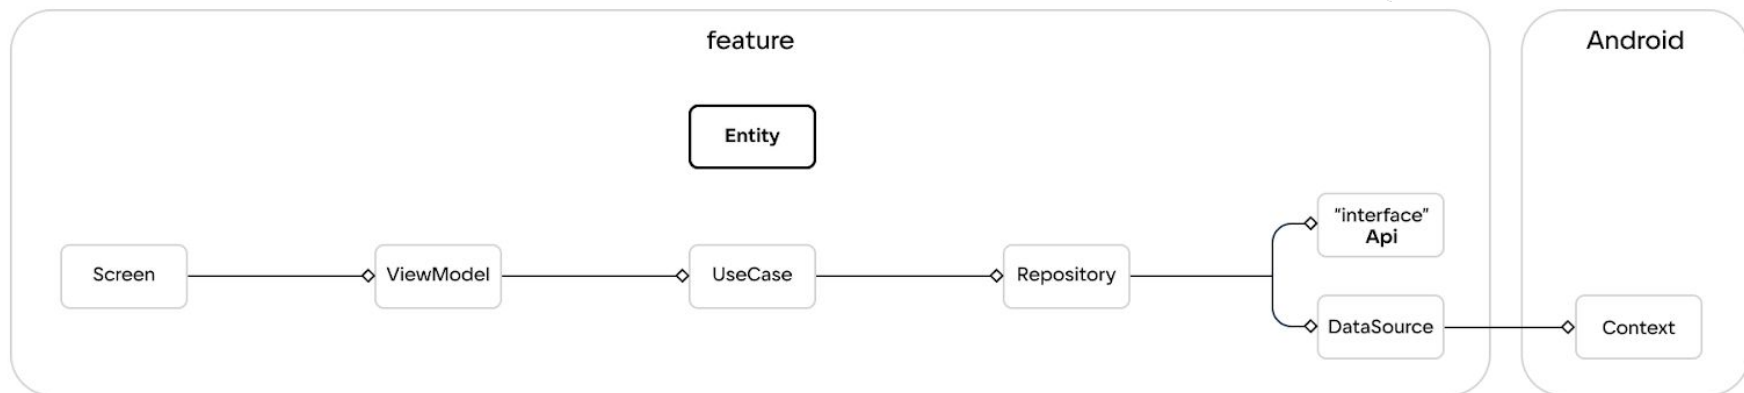 feature
Android
Entity
"interface"
Api
Screen
ViewModel
UseCase
Repository
DataSource
Context